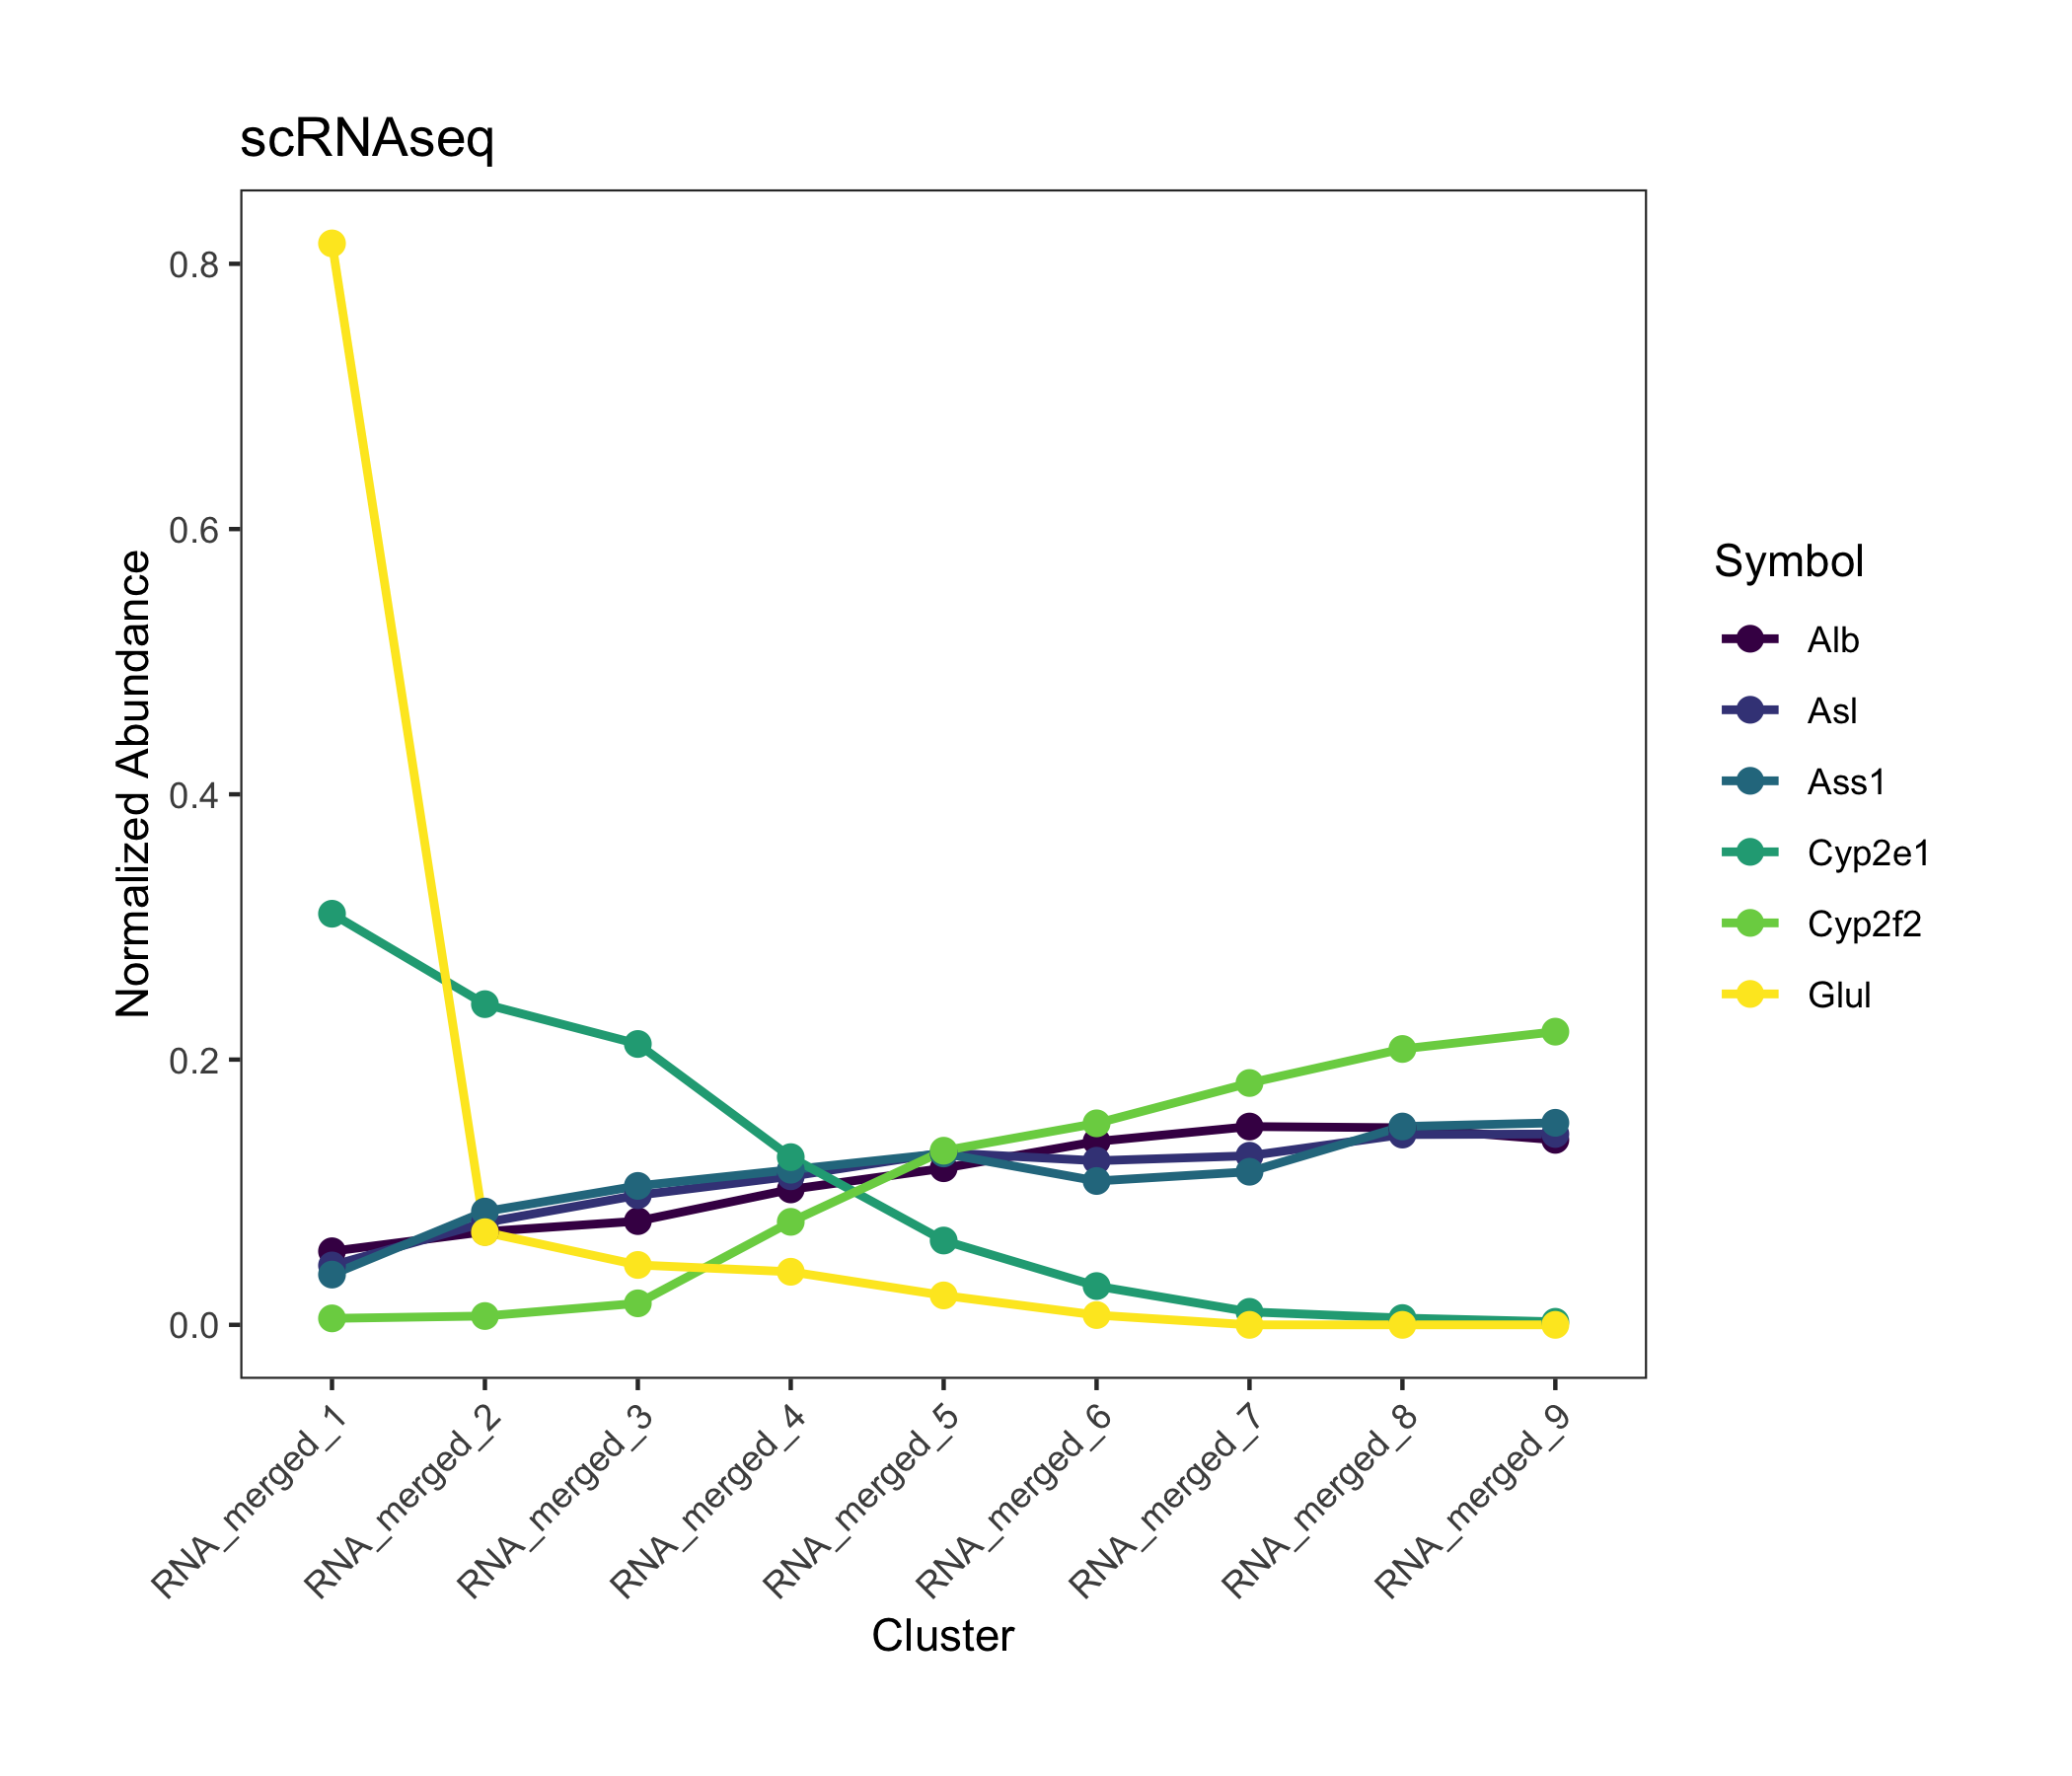 scRNAseq
Normalized Abundance
0.8
0.6
0.4
0.2
0.0
RNA_merged_1
RNA_merged_2
RNA_merged_3
RNA_merged_4
RNA_merged_5
RNA_merged_6
RNA_merged_7
RNA_merged_8
RNA_merged_9
Cluster
Symbol
Alb
Asl
Ass1
Cyp2e1
Cyp2f2
Glul